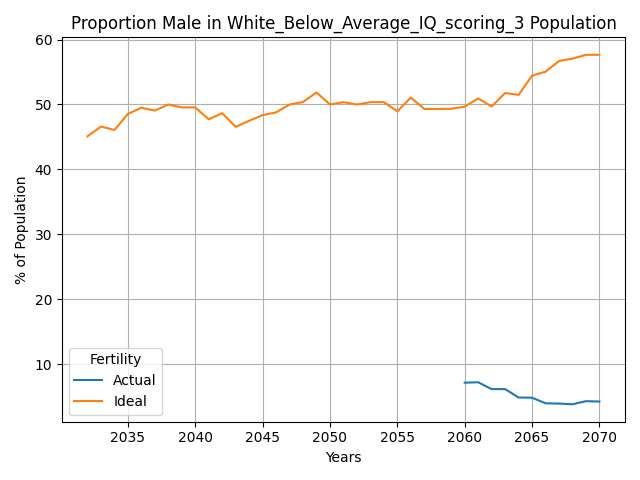 Proportion Male in White_Below_Average_IQ_scoring_3 Population
60
50
40
30
20
10
% of Population
Fertility
Actual
Ideal
2035 2040 2045 2050 2055 2060 2065 2070
Years